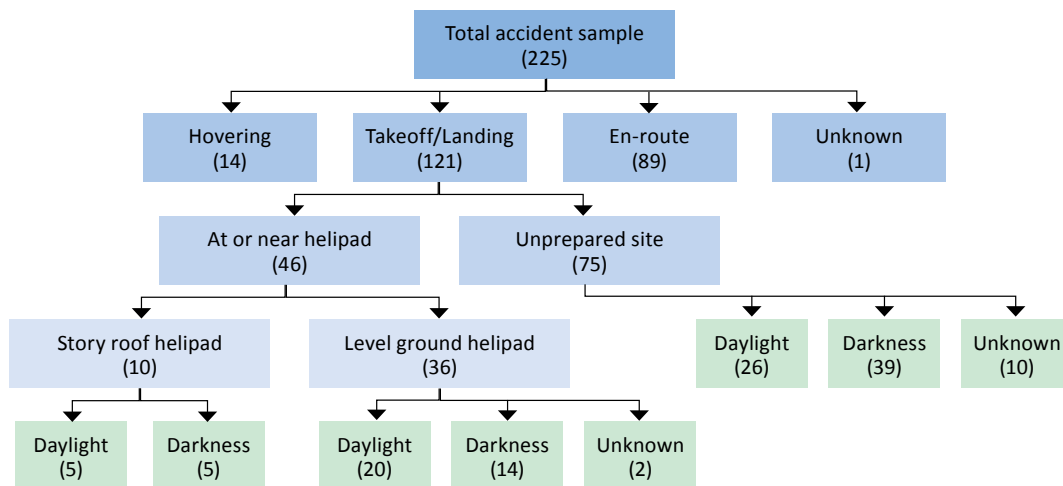 Total accident sample
(225)
Hovering
(14)
Takeoff/Landing
(121)
En-route
(89)
Unknown
(1)
At or near helipad
(46)
Unprepared site
(75)
Story roof helipad
(10)
Level ground helipad
(36)
Daylight
(26)
Darkness
(39)
Unknown
(10)
Daylight
(5)
Darkness
(5)
Daylight
(20)
Darkness
(14)
Unknown
(2)